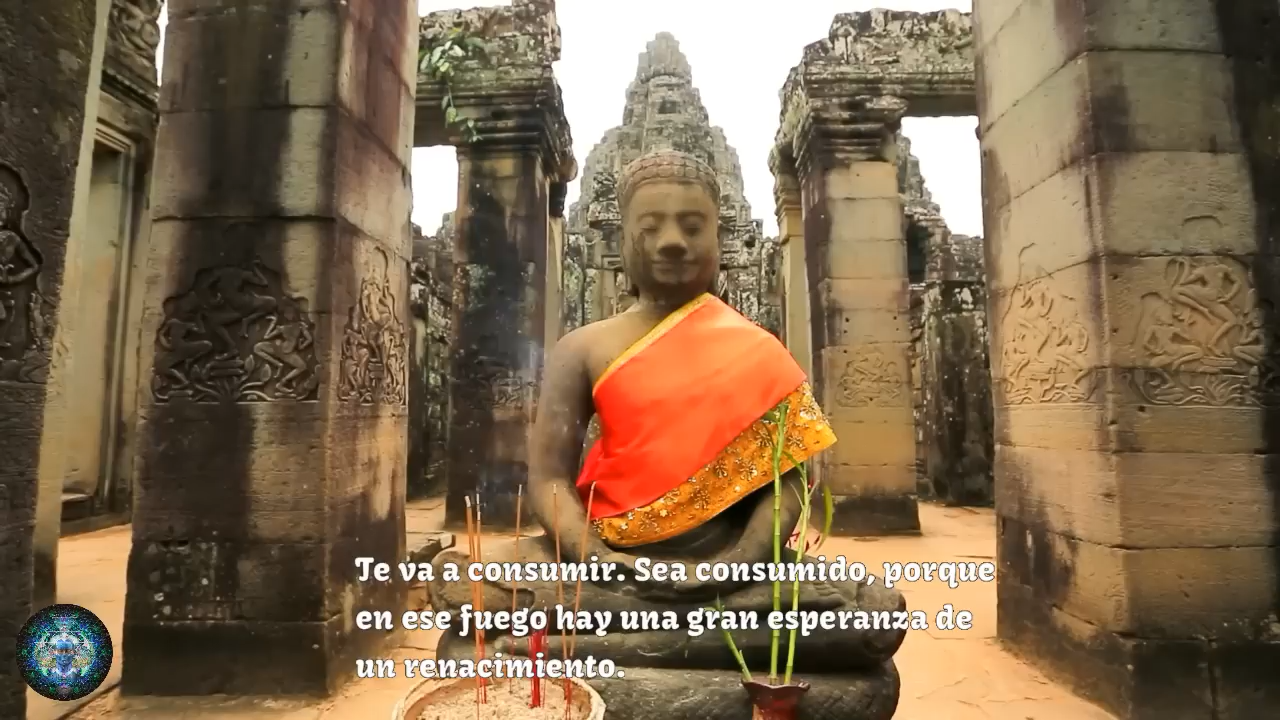 Te va a consumir. Sea consumido, porque
en ese fuego hay una gran esperanza de
un renacimiento.